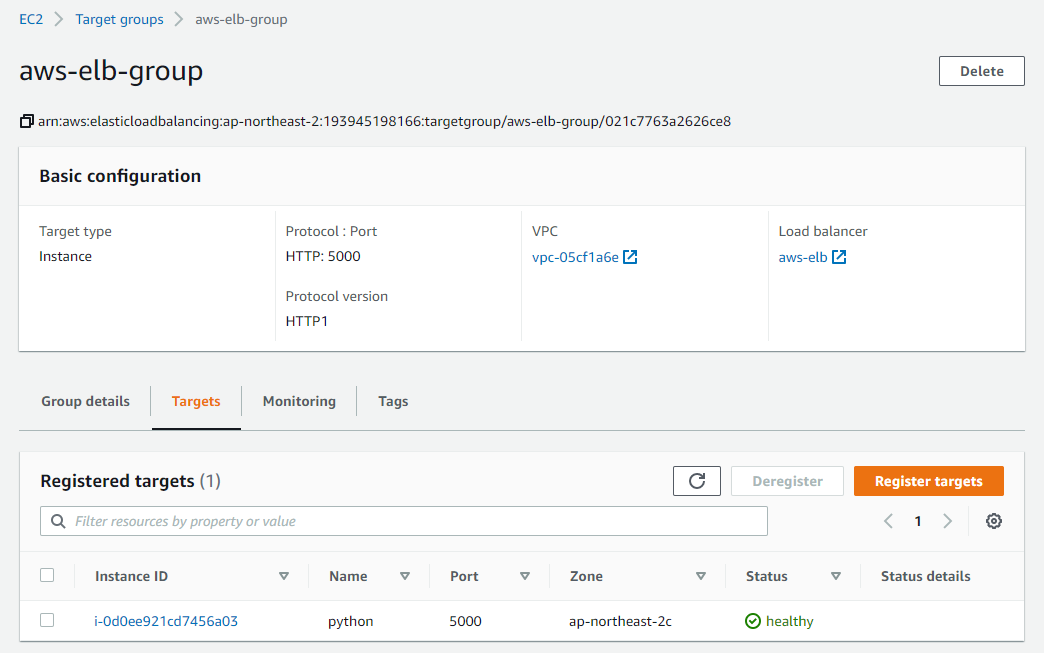 EC2 > Target groups > aws-elb-group
aws-elb-group
Delete
arn:aws:elasticloadbalancing:ap-northeast-2:193945198166:targetgroup/aws-elb-group/021c7763a2626ce8
Basic configuration
Target type
Instance
Protocol : Port
HTTP: 5000
Protocol version
HTTP1
VPC
vpc-05cf1a6e
Load balancer
aws-elb
Group details Targets Monitoring Tags
Registered targets (1)
Deregister Register targets
Filter resources by property or value
1
Instance ID Name Port Zone Status Status details
i-0d0ee921cd7456a03 python 5000 ap-northeast-2c healthy